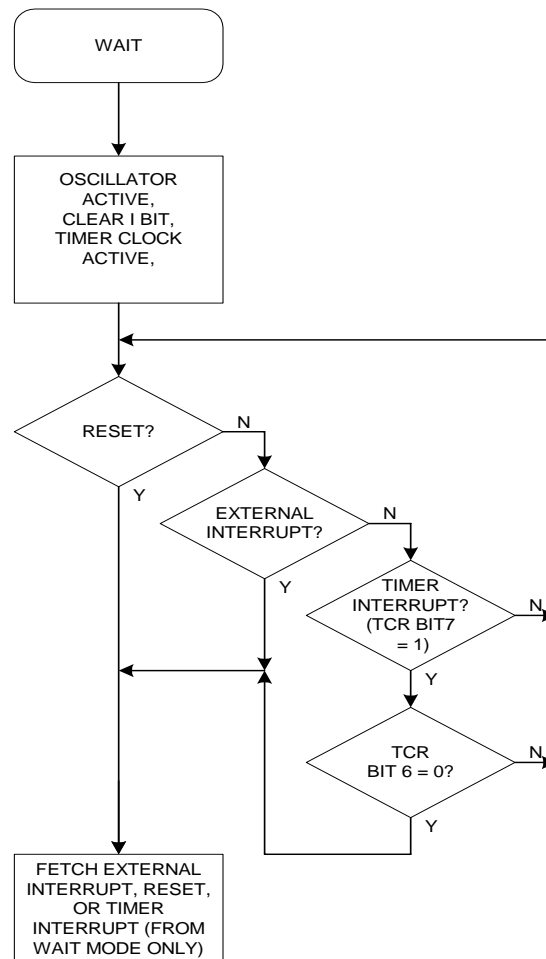 WAIT
OSCILLATOR
ACTIVE,
CLEAR I BIT,
TIMER CLOCK
ACTIVE,
RESET?
N
Y
EXTERNAL
INTERRUPT?
N
Y
TIMER
INTERRUPT?
(TCR BIT7
= 1)
N
Y
TCR
BIT 6 = 0?
N
Y
FETCH EXTERNAL
INTERRUPT, RESET,
OR TIMER
INTERRUPT (FROM
WAIT MODE ONLY)